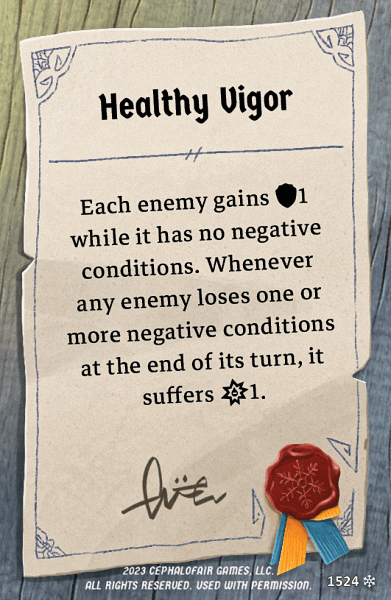 Healthy Vigor
Each enemy gains 1
while it has no negative
conditions. Whenever
any enemy loses one or
more negative conditions
at the end of its turn, it
suffers 1.
2023 CEPHALOFAIR GAMES, LLC.
ALL RIGHTS RESERVED. USED WITH PERMISSION.
1524